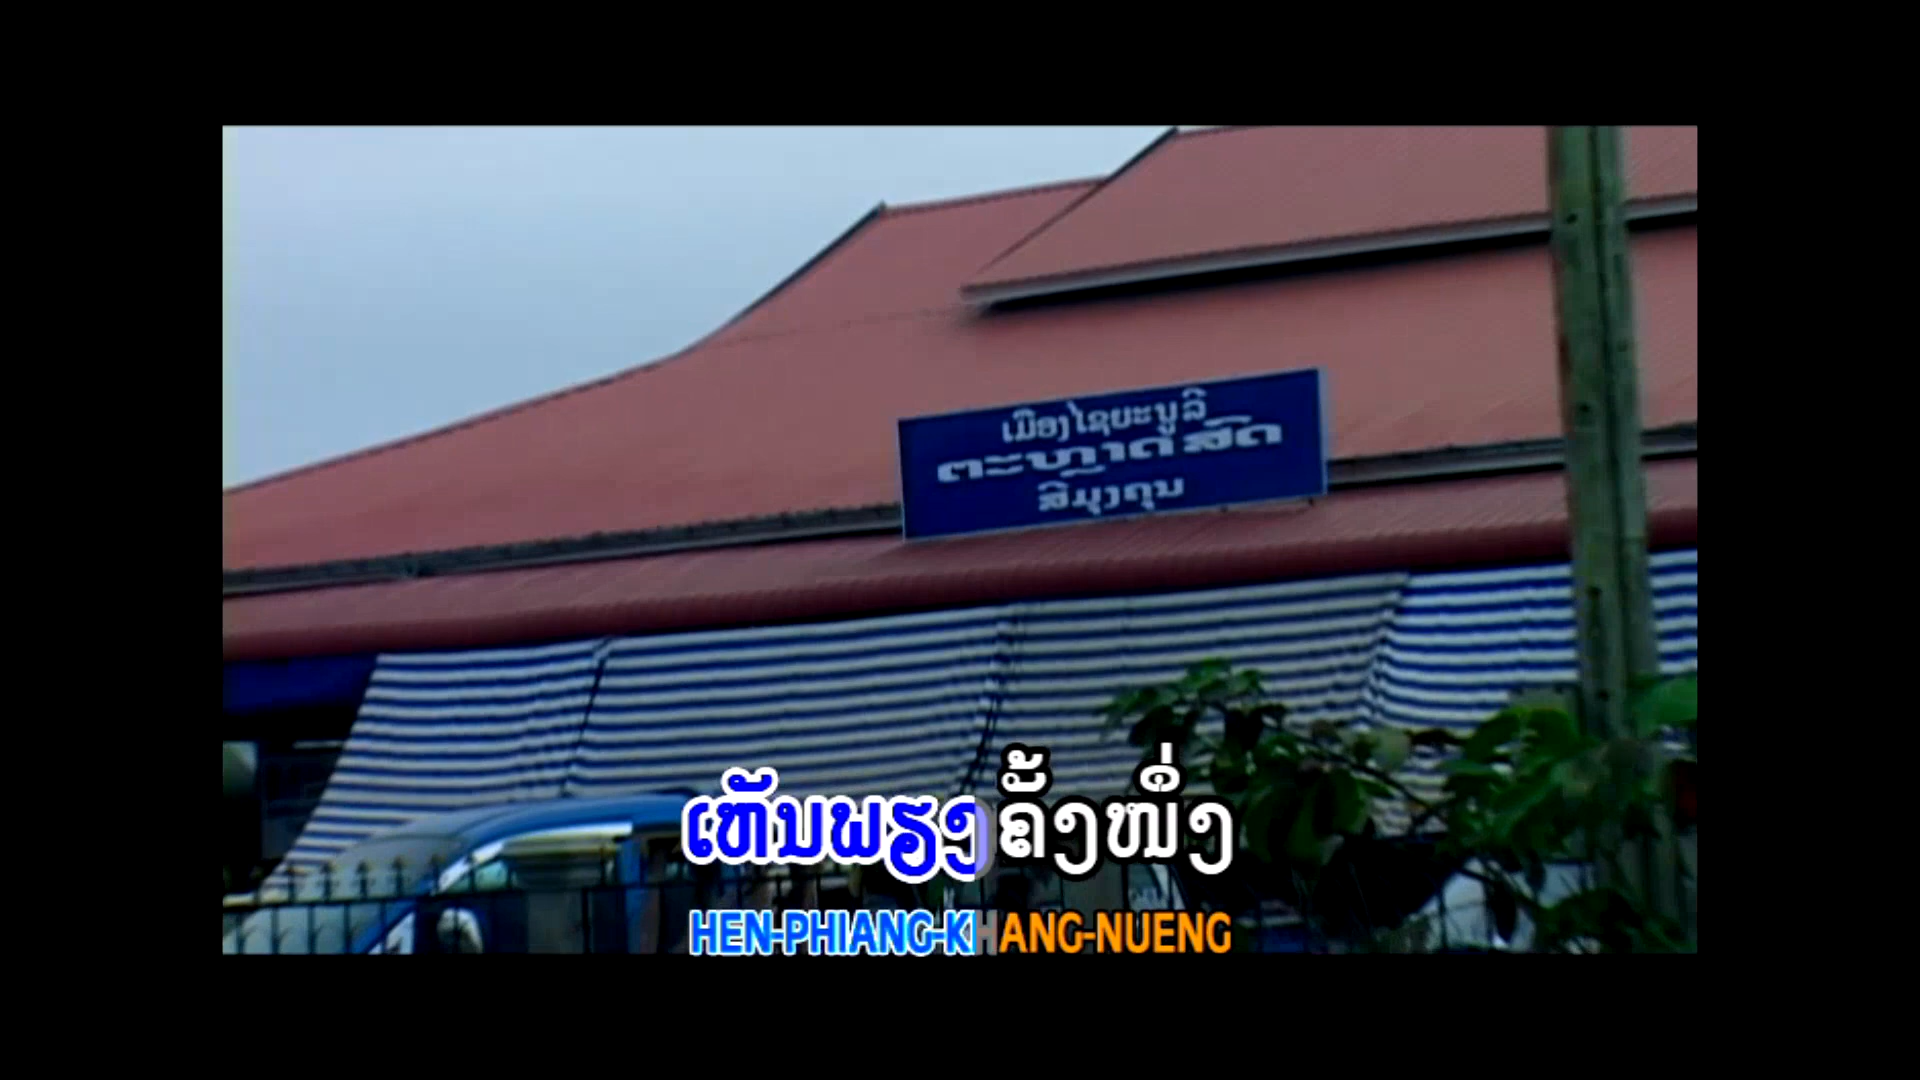 ເມືອງໄຊຍະບູລີ
ຕະຫຼາດສົດ
ສີມຸງຄຸນ
ເຫັນພຽງຄັ້ງໜຶ່ງ
HEN-PHIANG-KHANG-NUENG